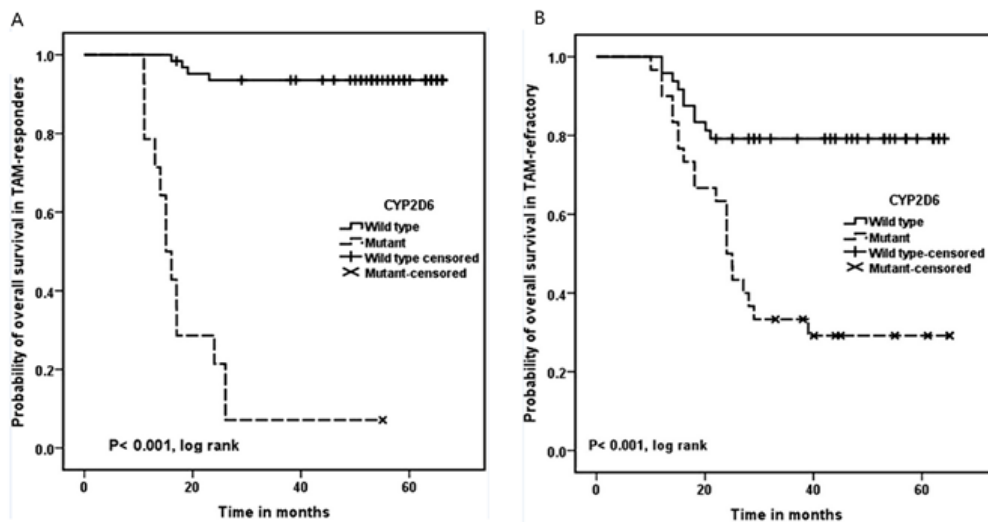 A
Probability of overall survival in TAM-responders
1.0
0.8
0.6
0.4
0.2
0.0
CYP2D6
Wild type
Mutant
Wild type censored
Mutant-censored
P< 0.001, log rank
0 20 40 60
Time in months
B
Probability of overall survival in TAM-refractory
1.0
0.8
0.6
0.4
0.2
0.0
CYP2D6
Wild type
Mutant
Wild type-censored
Mutant-censored
P< 0.001, log rank
0 20 40 60
Time in months